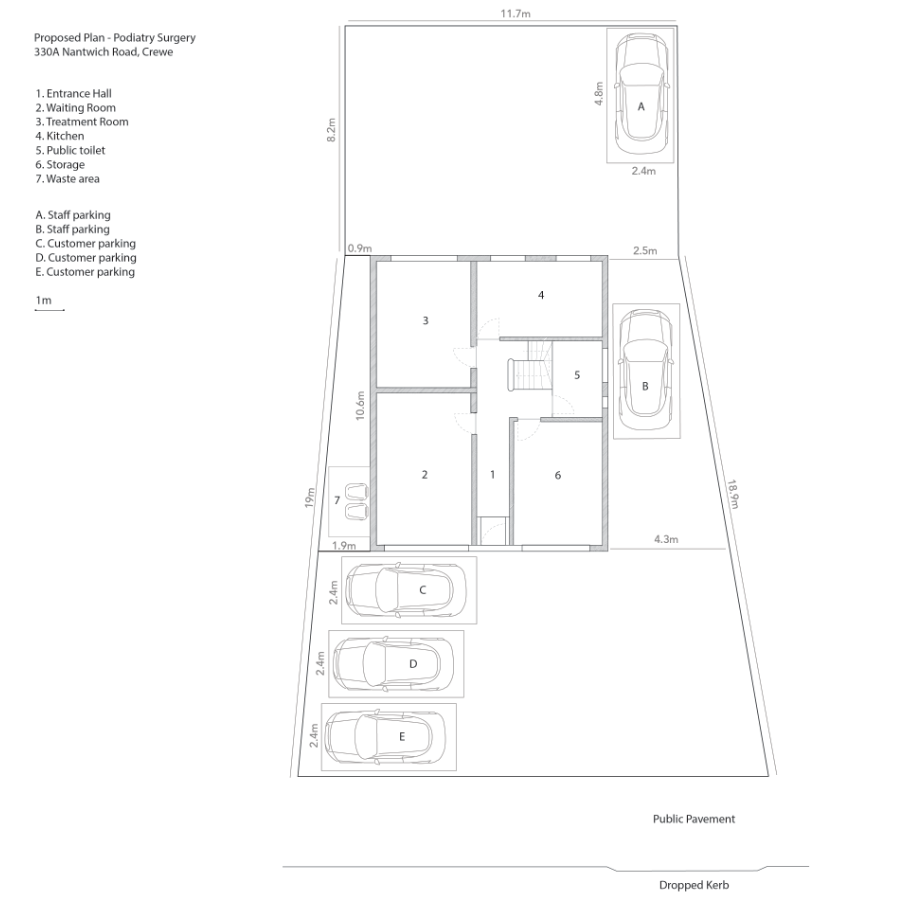 Proposed Plan - Podiatry Surgery
330A Nantwich Road, Crewe
1. Entrance Hall
2. Waiting Room
3. Treatment Room
4. Kitchen
5. Public toilet
6. Storage
7. Waste area
A. Staff parking
B. Staff parking
C. Customer parking
D. Customer parking
E. Customer parking
1m
11.7m
8.2m
4.8m
A
2.4m
0.9m
2.5m
3
4
5
B
10.6m
2
1
6
7
19m
18.9m
1.9m
4.3m
2.4m
C
2.4m
D
2.4m
E
Public Pavement
Dropped Kerb